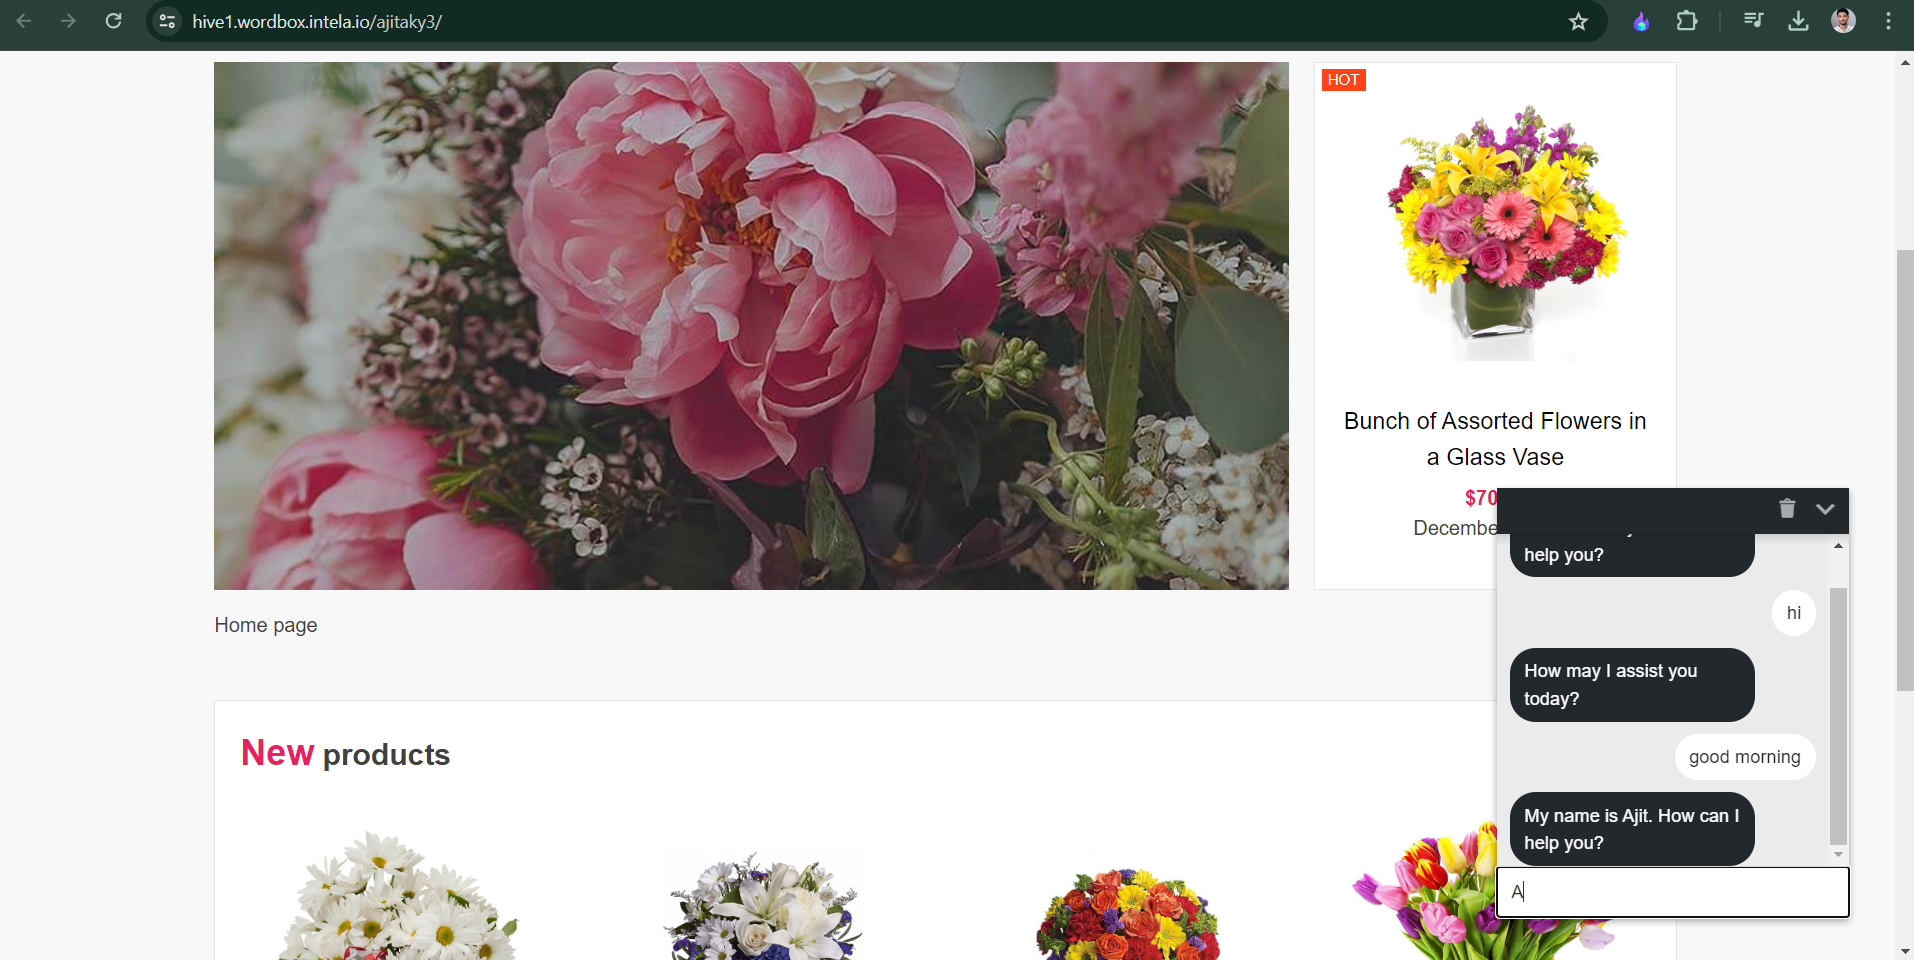 hive1.wordbox.intela.io/ajitaky3/
HOT
Bunch of Assorted Flowers in
a Glass Vase
$70
Decembe
Home page
New products
help you?
hi
How may I assist you
today?
good morning
My name is Ajit. How can I
help you?
A